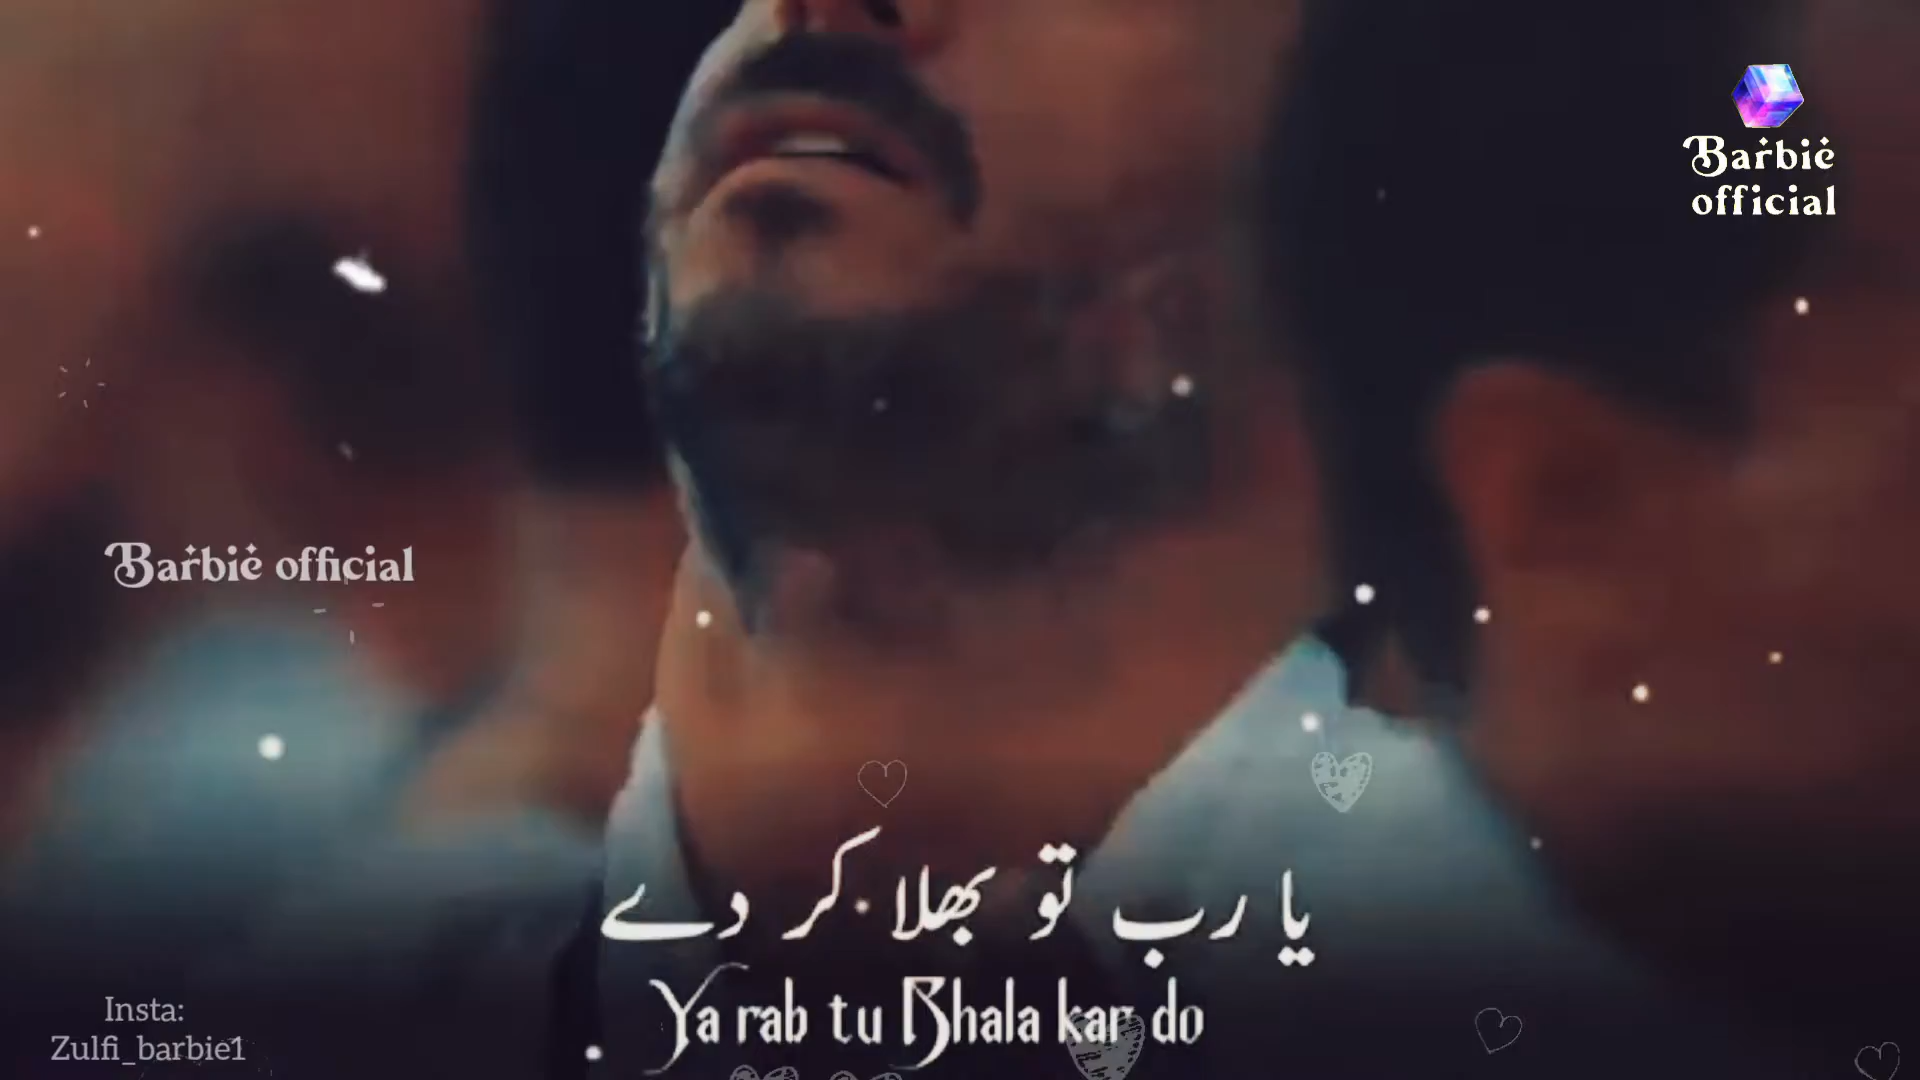 Barbie
official
Barbie official
یا رب تو بھلا کر دے
Ya rab tu Bhala kar do
Insta:
Zulfi_barbie1